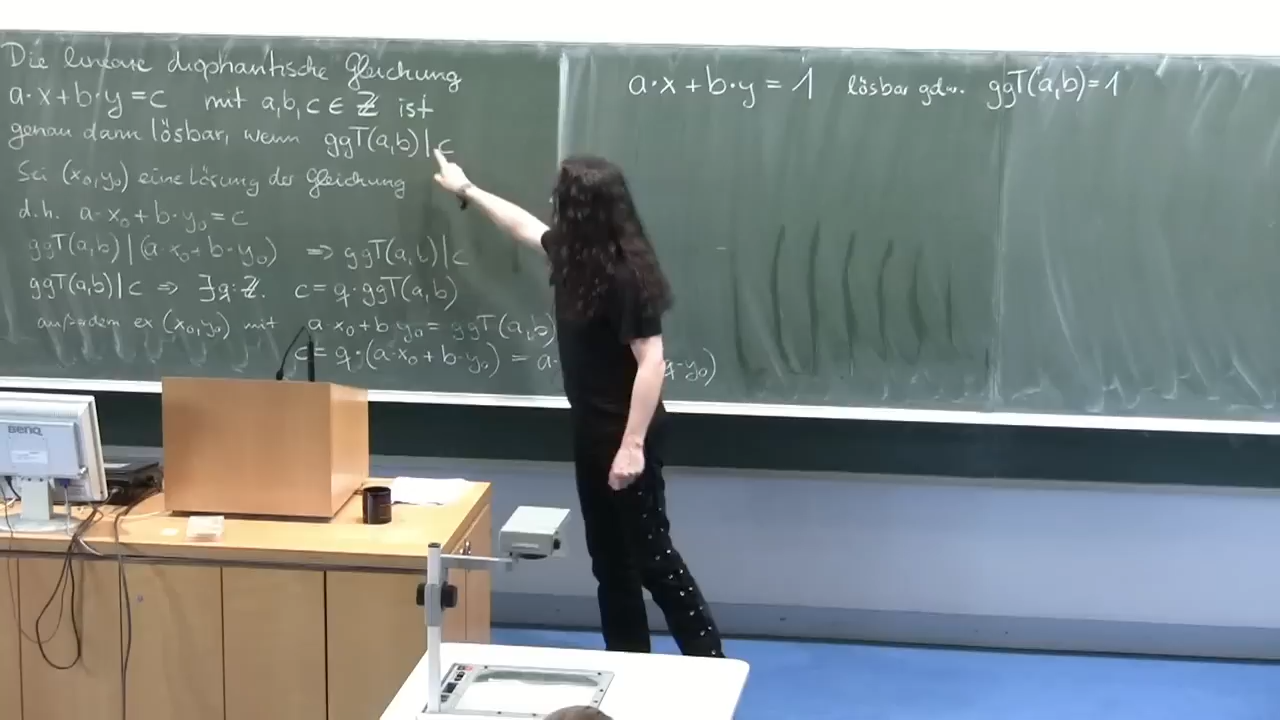 Die lineare diophantische Gleichung
a·x+b·y=c mit a,b,c ∈ ℤ ist
genau dann lösbar, wenn ggT(a,b)|c
Sei (x₀,y₀) eine Lösung der Gleichung
d.h. a·x₀+b·y₀=c
ggT(a,b)|(a·x₀+b·y₀) ⇒ ggT(a,b)|c
ggT(a,b)|c ⇒ ∃q:ℤ. c=q·ggT(a,b)
außerdem ex (x₀,y₀) mit a·x₀+b·y₀=ggT(a,b)
c=q·(a·x₀+b·y₀)=a· q·y₀)
a·x+b·y=1 lösbar gdw. ggT(a,b)=1
BENQ